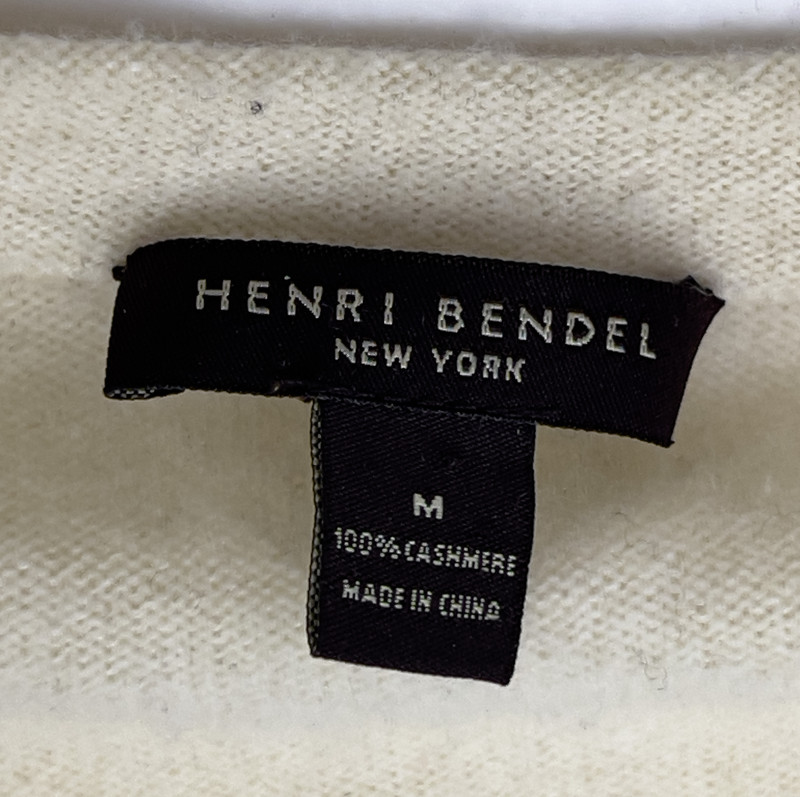 HENRI BENDEL
NEW YORK
M
100% CASHMERE
MADE IN CHINA